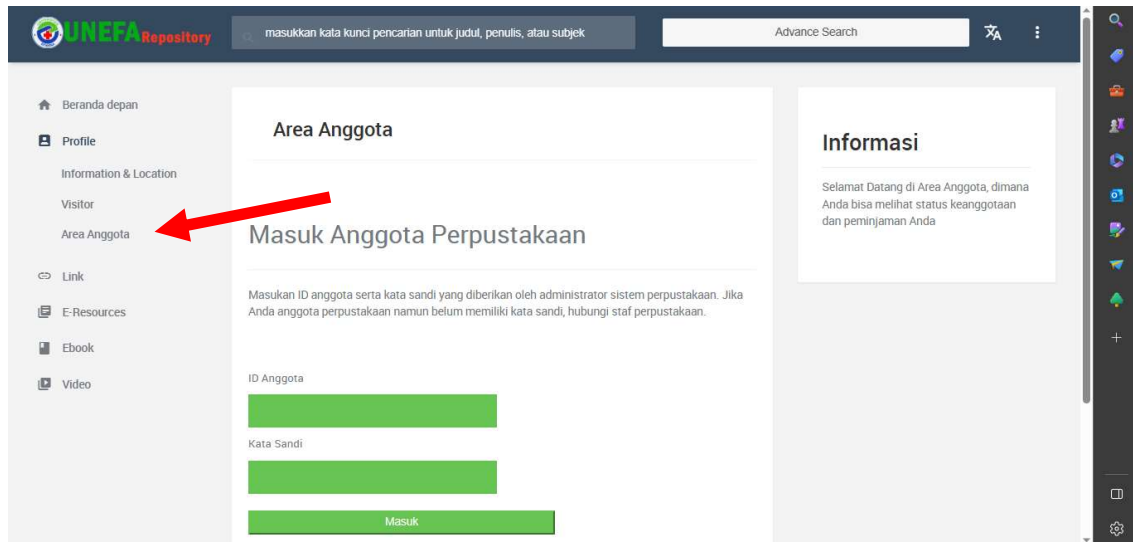 UNEFA Repository
masukkan kata kunci pencarian untuk judul, penulis, atau subjek
Advance Search
Beranda depan
Profile
Information & Location
Visitor
Area Anggota
Link
E-Resources
Ebook
Video
Area Anggota
Masuk Anggota Perpustakaan
Masukan ID anggota serta kata sandi yang diberikan oleh administrator sistem perpustakaan. Jika
Anda anggota perpustakaan namun belum memiliki kata sandi, hubungi staf perpustakaan.
ID Anggota
Kata Sandi
Masuk
Informasi
Selamat Datang di Area Anggota, dimana
Anda bisa melihat status keanggotaan
dan peminjaman Anda